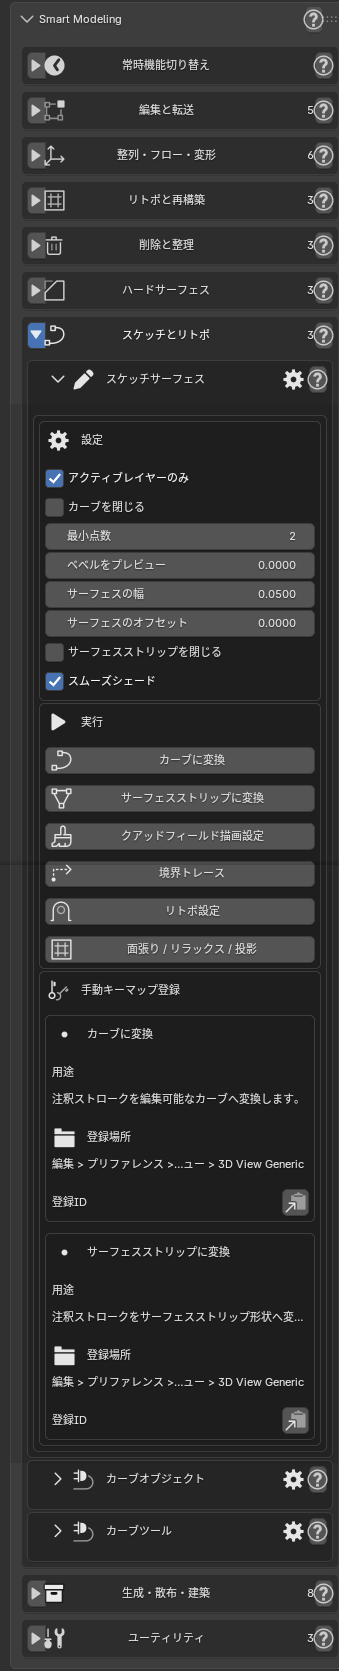 Smart Modeling
常時機能切り替え
編集と転送 5
整列・フロー・変形 6
リトポと再構築 3
削除と整理 3
ハードサーフェス 3
スケッチとリトポ 3
スケッチサーフェス
設定
アクティブレイヤーのみ
カーブを閉じる
最小点数 2
ベベルをプレビュー 0.0000
サーフェスの幅 0.0500
サーフェスのオフセット 0.0000
サーフェスストリップを閉じる
スムーズシェード
実行
カーブに変換
サーフェスストリップに変換
クアッドフィールド描画設定
境界トレース
リトポ設定
面張り / リラックス / 投影
手動キーマップ登録
カーブに変換
用途
注釈ストロークを編集可能なカーブへ変換します。
登録場所
編集 > プリファレンス >...ュー > 3D View Generic
登録ID
サーフェスストリップに変換
用途
注釈ストロークをサーフェスストリップ形状へ変...
登録場所
編集 > プリファレンス >...ュー > 3D View Generic
登録ID
カーブオブジェクト
カーブツール
生成・散布・建築 8
ユーティリティ 3